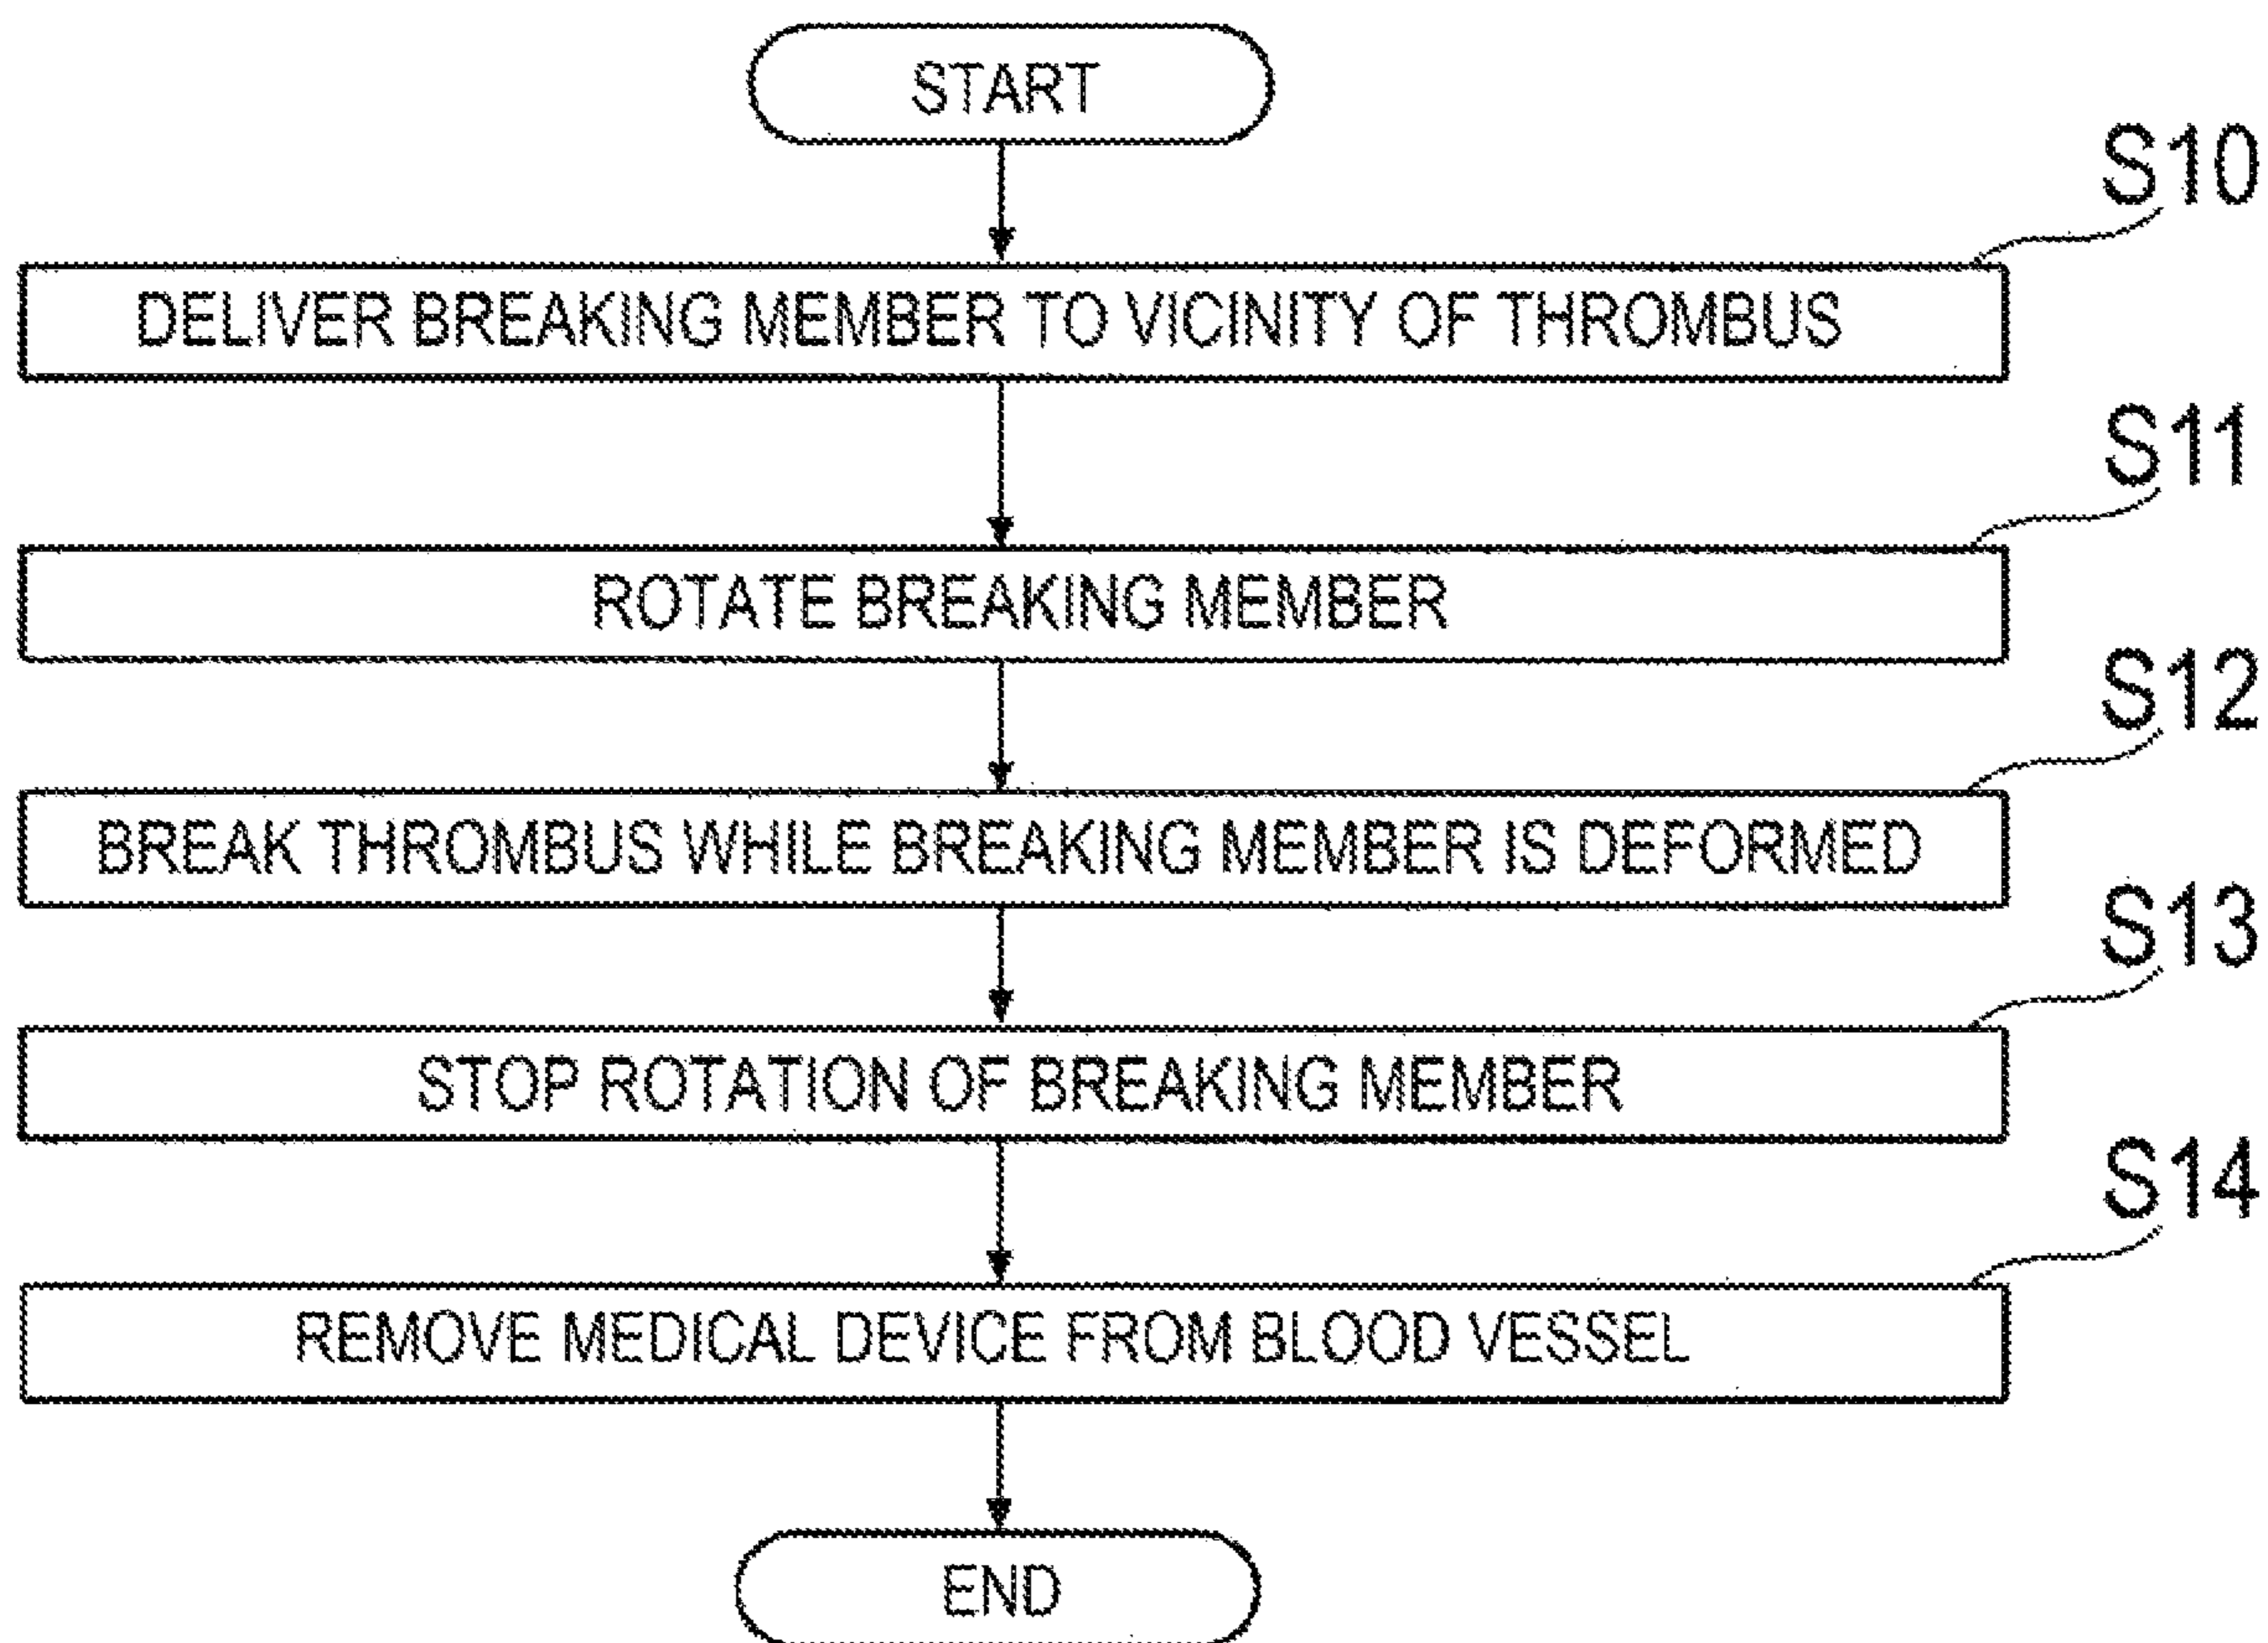 START
S10
DELIVER BREAKING MEMBER TO VICINITY OF THROMBUS
S11
ROTATE BREAKING MEMBER
S12
BREAK THROMBUS WHILE BREAKING MEMBER IS DEFORMED
S13
STOP ROTATION OF BREAKING MEMBER
S14
REMOVE MEDICAL DEVICE FROM BLOOD VESSEL
END